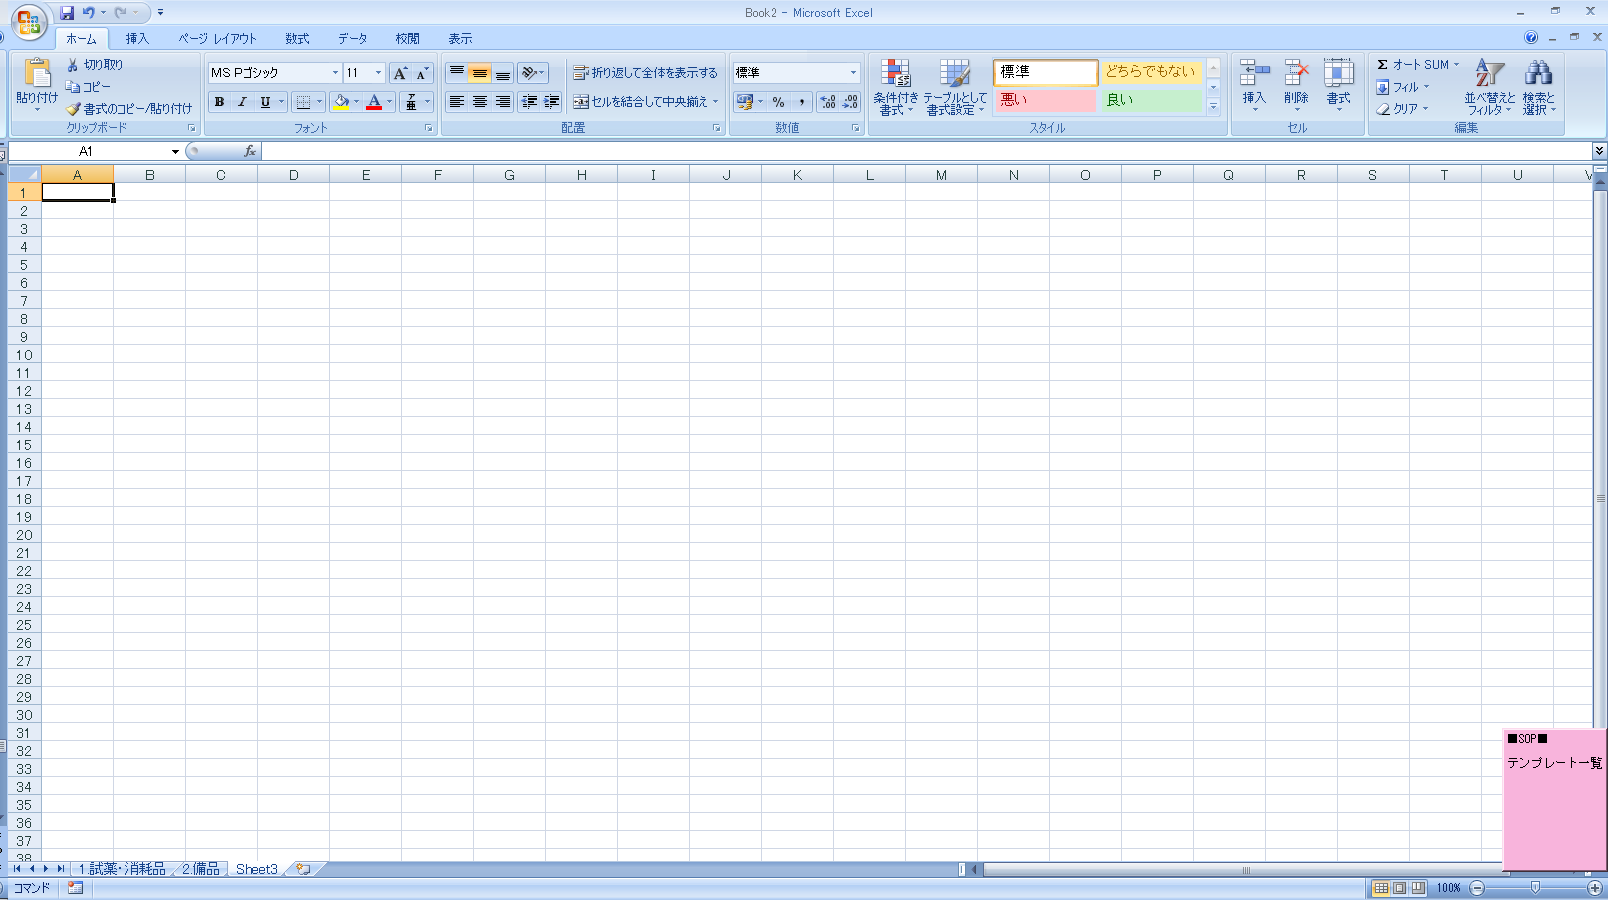 Book2 - Microsoft Excel
ホーム 挿入 ページ レイアウト 数式 データ 校閲 表示
貼り付け
切り取り
コピー
書式のコピー/貼り付け
クリップボード
MS Pゴシック 11
B I U
フォント
折り返して全体を表示する
セルを結合して中央揃え
配置
標準
% ,
数値
条件付き
書式
テーブルとして
書式設定
標準 どちらでもない
悪い 良い
スタイル
挿入 削除 書式
セル
Σ オート SUM
フィル
クリア
並べ替えと
フィルタ
検索と
選択
編集
A1
fx
A B C D E F G H I J K L M N O P Q R S T U V
1
2
3
4
5
6
7
8
9
10
11
12
13
14
15
16
17
18
19
20
21
22
23
24
25
26
27
28
29
30
31
32
33
34
35
36
37
38
■SOP■
テンプレート一覧
1.試薬・消耗品 2.備品 Sheet3
コマンド
100%